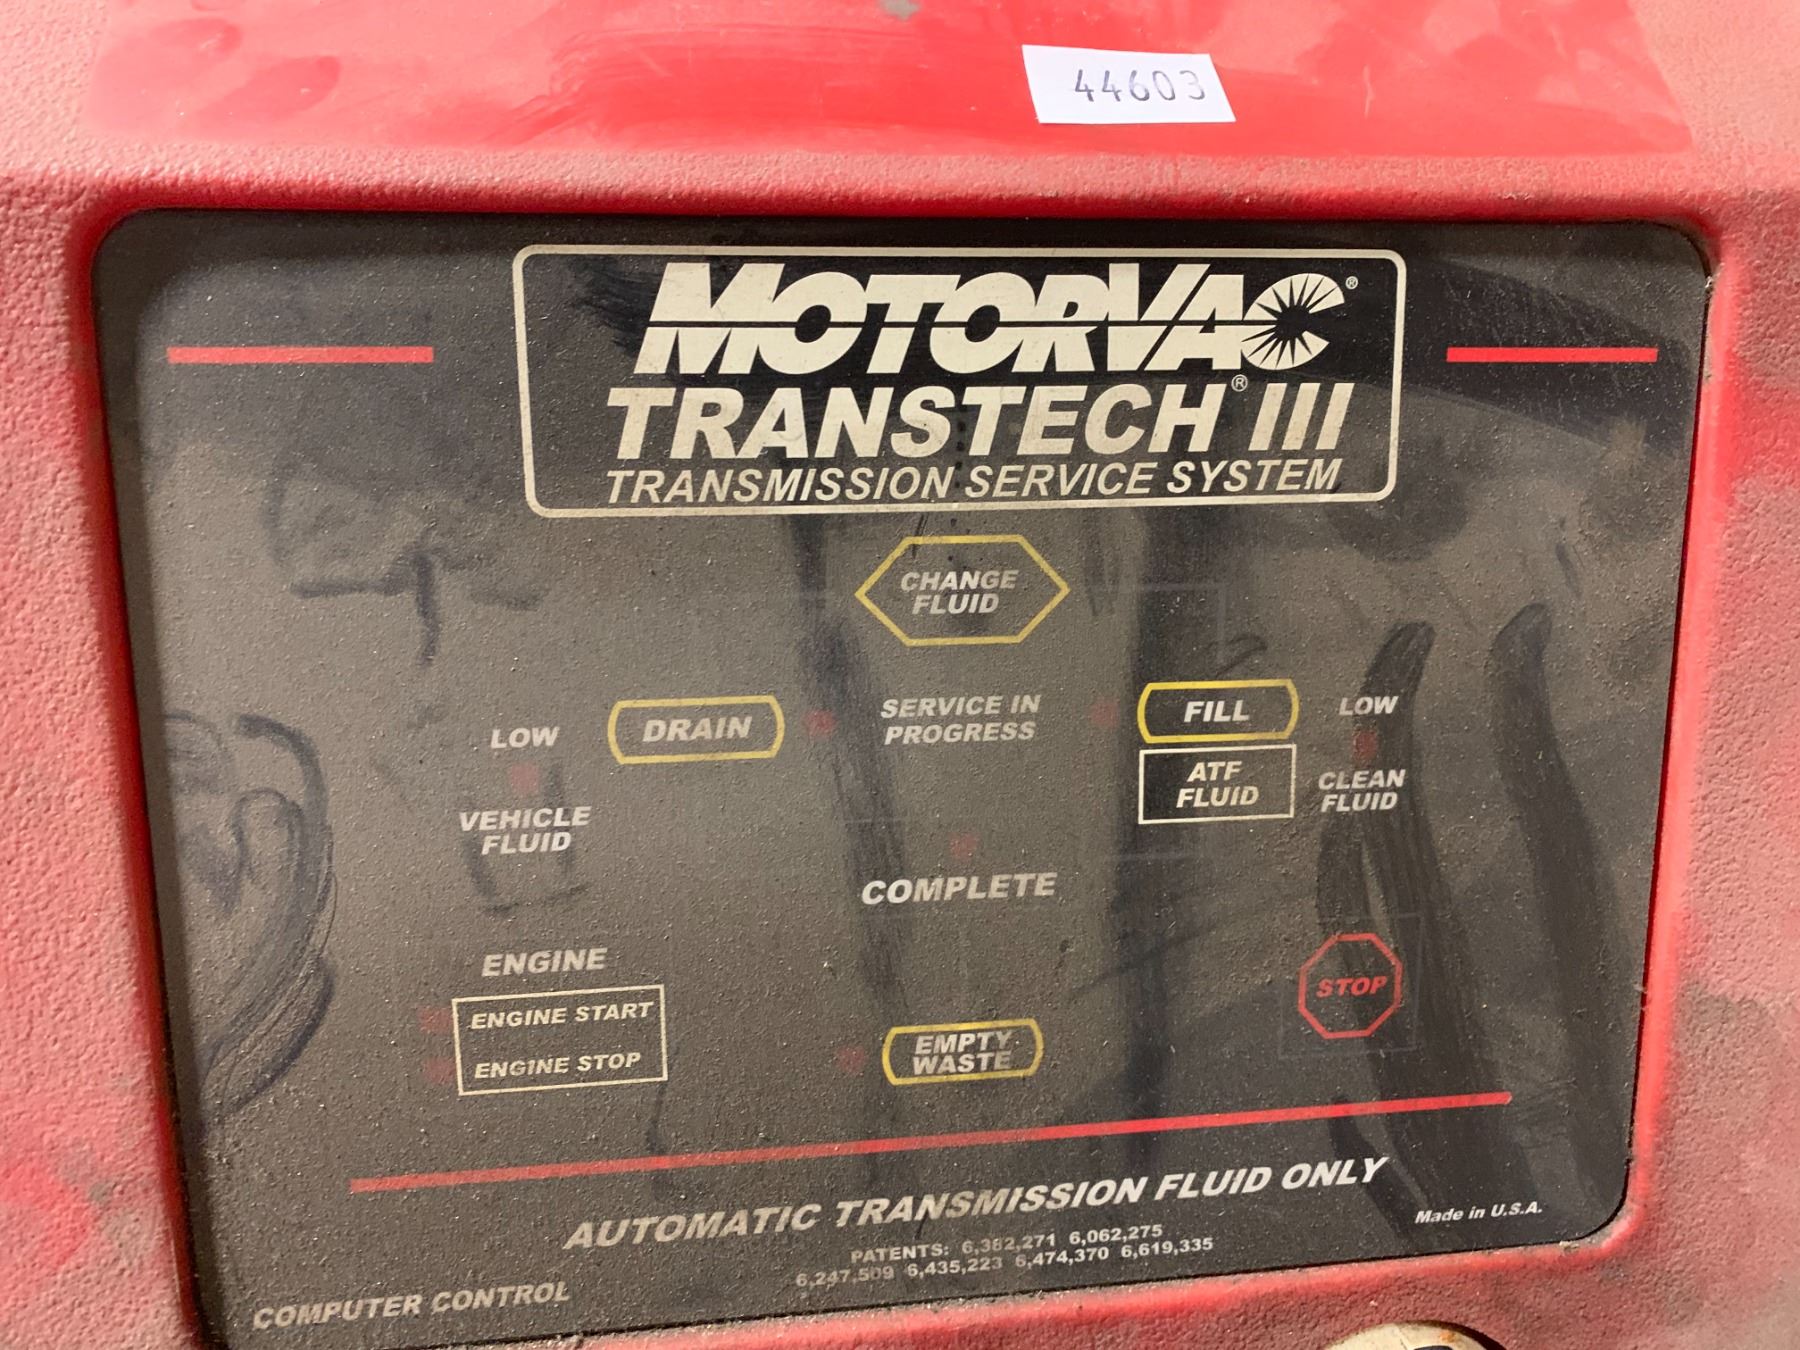 44603
MOTORVAC®
TRANSTECH® III
TRANSMISSION SERVICE SYSTEM
CHANGE
FLUID
LOW
DRAIN
SERVICE IN
PROGRESS
FILL
LOW
ATF
FLUID
CLEAN
FLUID
VEHICLE
FLUID
COMPLETE
ENGINE
ENGINE START
ENGINE STOP
EMPTY
WASTE
STOP
AUTOMATIC TRANSMISSION FLUID ONLY
Made in U.S.A.
PATENTS: 6,382,271 6,062,275
6,247,509 6,435,223 6,474,370 6,619,335
COMPUTER CONTROL